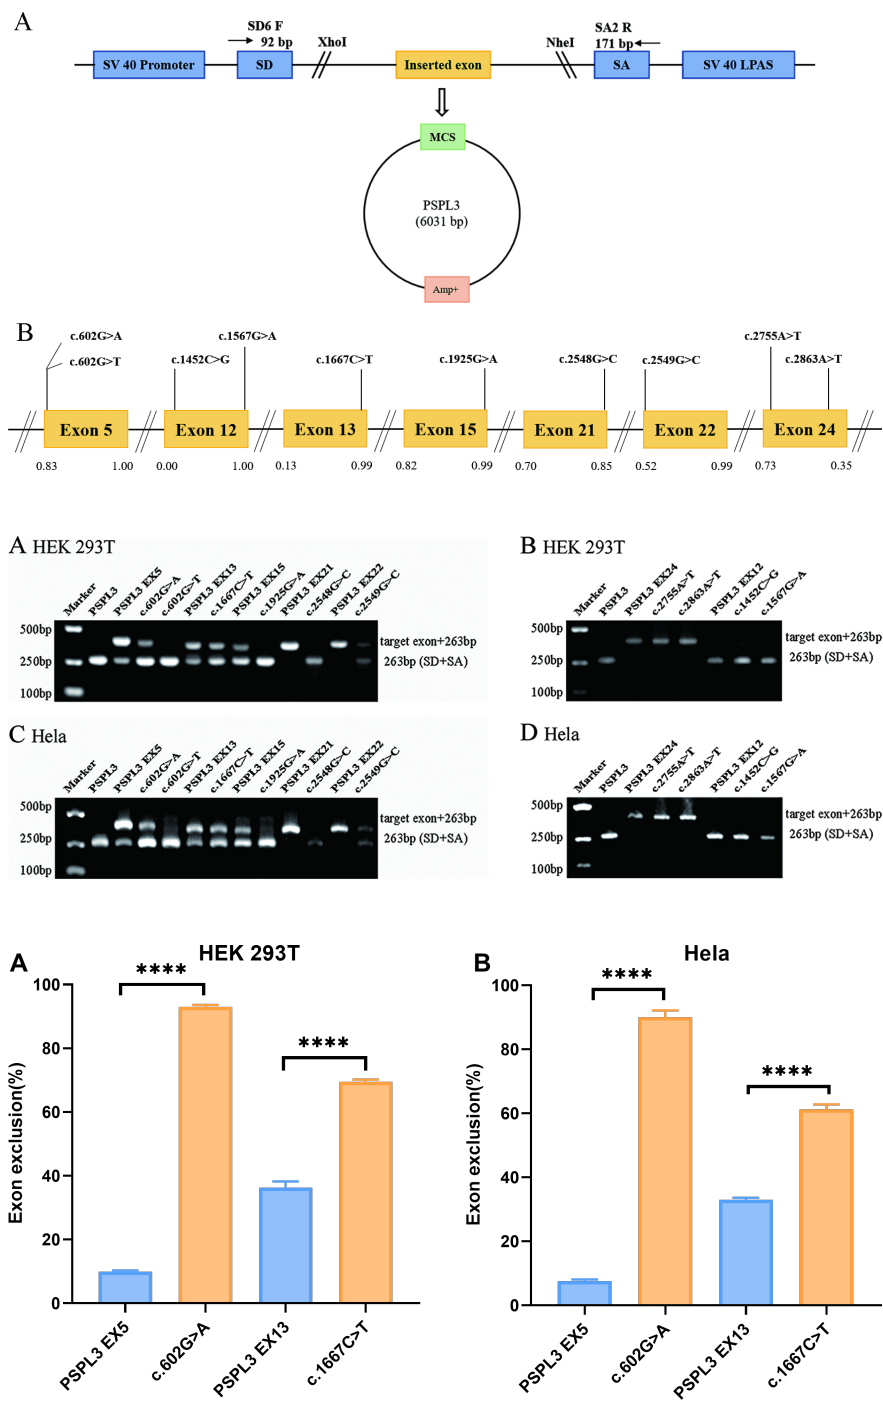 A
SD6 F
92 bp
XhoI
NheI
SA2 R
171 bp
SV 40 Promoter
SD
Inserted exon
SA
SV 40 LPAS
MCS
PSPL3
(6031 bp)
Amp+
B
c.602G>A
c.602G>T
c.1452C>G
c.1567G>A
c.1667C>T
c.1925G>A
c.2548G>C
c.2549G>C
c.2755A>T
c.2863A>T
Exon 5
Exon 12
Exon 13
Exon 15
Exon 21
Exon 22
Exon 24
0.83
1.00
0.00
1.00
0.13
0.99
0.82
0.99
0.70
0.85
0.52
0.99
0.73
0.35
A HEK 293T
Marker
PSPL3
PSPL3 EX5
c.602G>A
c.602G>T
PSPL3 EX13
c.1667C>T
PSPL3 EX15
c.1925G>A
PSPL3 EX21
c.2548G>C
PSPL3 EX22
c.2549G>C
500bp
250bp
100bp
target exon+263bp
263bp (SD+SA)
B HEK 293T
Marker
PSPL3
PSPL3 EX24
c.2755A>T
c.2863A>T
PSPL3 EX12
c.1452C>G
c.1567G>A
500bp
250bp
100bp
target exon+263bp
263bp (SD+SA)
C Hela
Marker
PSPL3
PSPL3 EX5
c.602G>A
c.602G>T
PSPL3 EX13
c.1667C>T
PSPL3 EX15
c.1925G>A
PSPL3 EX21
c.2548G>C
PSPL3 EX22
c.2549G>C
500bp
250bp
100bp
target exon+263bp
263bp (SD+SA)
D Hela
Marker
PSPL3
PSPL3 EX24
c.2755A>T
c.2863A>T
PSPL3 EX12
c.1452C>G
c.1567G>A
500bp
250bp
100bp
target exon+263bp
263bp (SD+SA)
A
HEK 293T
****
****
Exon exclusion(%)
100
80
60
40
20
0
PSPL3 EX5
c.602G>A
PSPL3 EX13
c.1667C>T
B
Hela
****
****
Exon exclusion(%)
100
80
60
40
20
0
PSPL3 EX5
c.602G>A
PSPL3 EX13
c.1667C>T